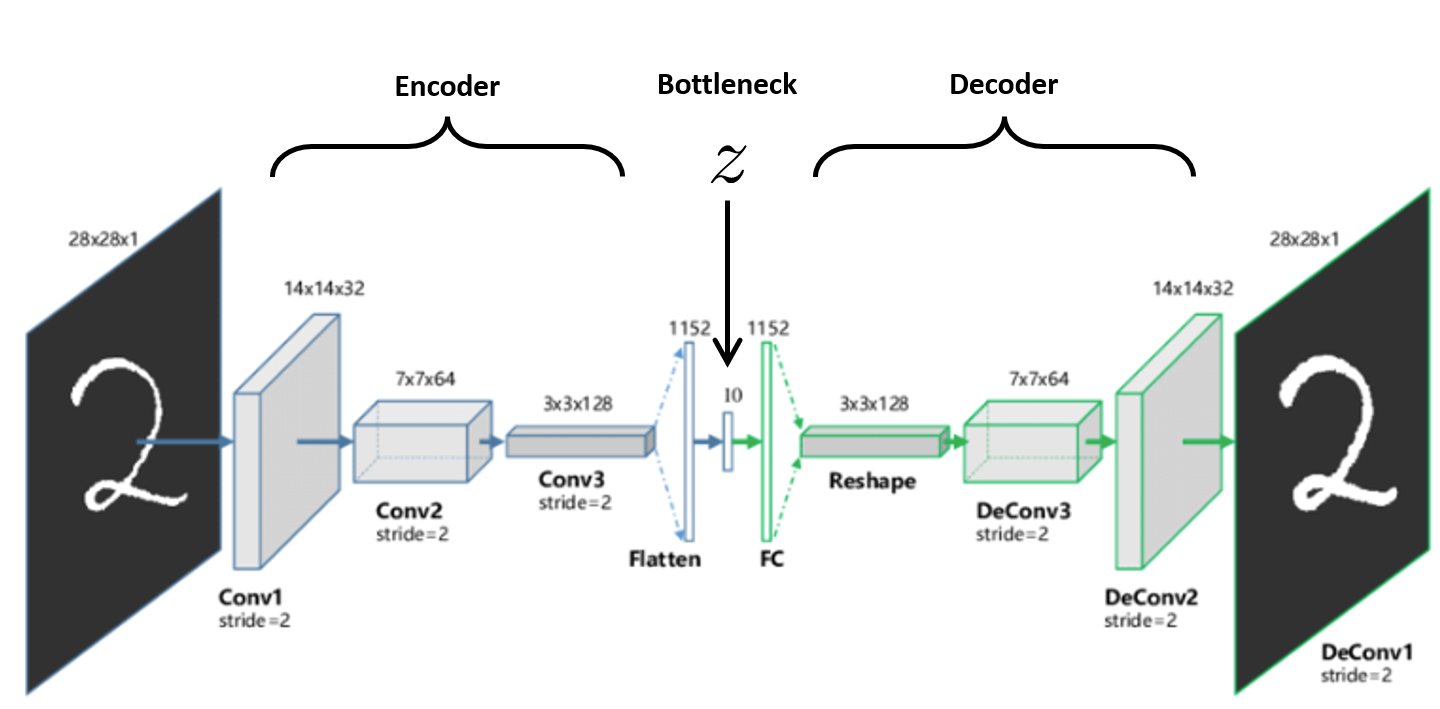 Encoder
Bottleneck
Decoder
z
28x28x1
28x28x1
14x14x32
14x14x32
1152
1152
7x7x64
7x7x64
10
3x3x128
3x3x128
2
2
Conv3
stride=2
Reshape
Conv2
stride=2
DeConv3
stride=2
Flatten
FC
Conv1
stride=2
DeConv2
stride=2
DeConv1
stride=2